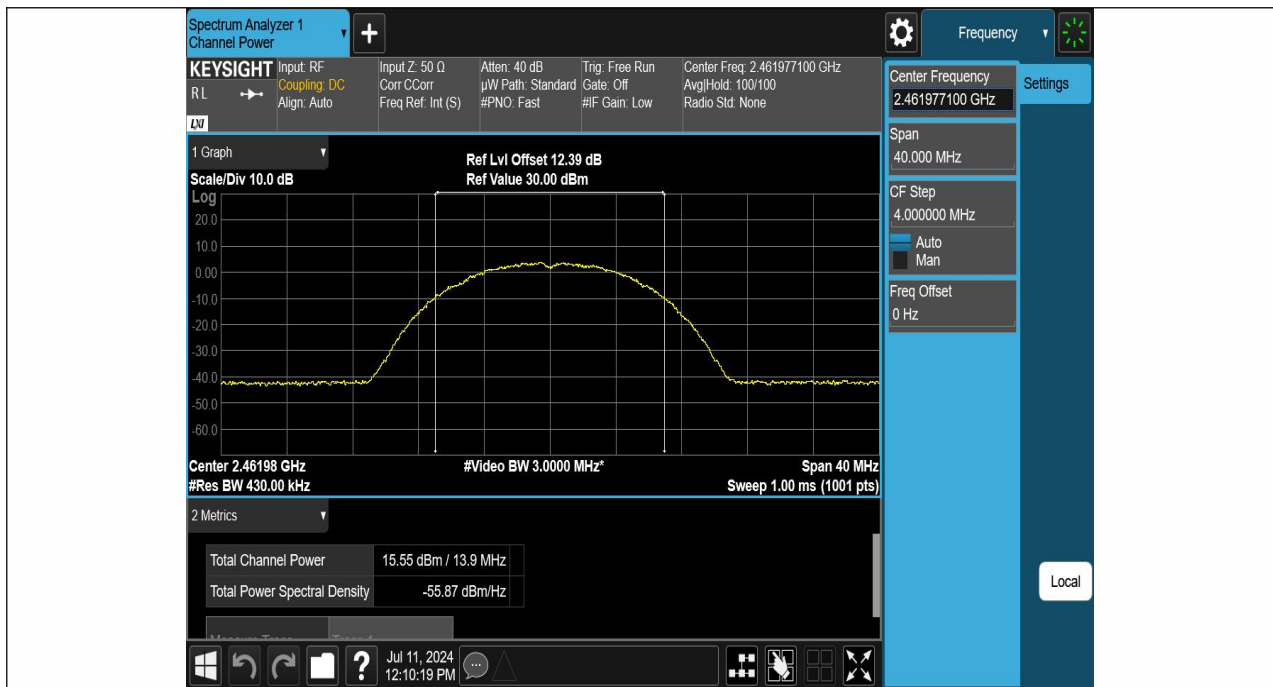 Spectrum Analyzer 1
Channel Power
+
Frequency
KEYSIGHT
R L
LXI
Input: RF
Coupling: DC
Align: Auto
Input Z: 50 Ω
Corr CCorr
Freq Ref: Int (S)
Atten: 40 dB
µW Path: Standard
#PNO: Fast
Trig: Free Run
Gate: Off
#IF Gain: Low
Center Freq: 2.461977100 GHz
Avg|Hold: 100/100
Radio Std: None
Center Frequency
2.461977100 GHz
Settings
Span
40.000 MHz
CF Step
4.000000 MHz
Auto
Man
Freq Offset
0 Hz
1 Graph
Scale/Div 10.0 dB
Ref Lvl Offset 12.39 dB
Ref Value 30.00 dBm
Log
20.0
10.0
0.00
-10.0
-20.0
-30.0
-40.0
-50.0
-60.0
Center 2.46198 GHz
#Video BW 3.0000 MHz*
Span 40 MHz
#Res BW 430.00 kHz
Sweep 1.00 ms (1001 pts)
2 Metrics
Total Channel Power 15.55 dBm / 13.9 MHz
Total Power Spectral Density -55.87 dBm/Hz
Local
?
Jul 11, 2024
12:10:19 PM